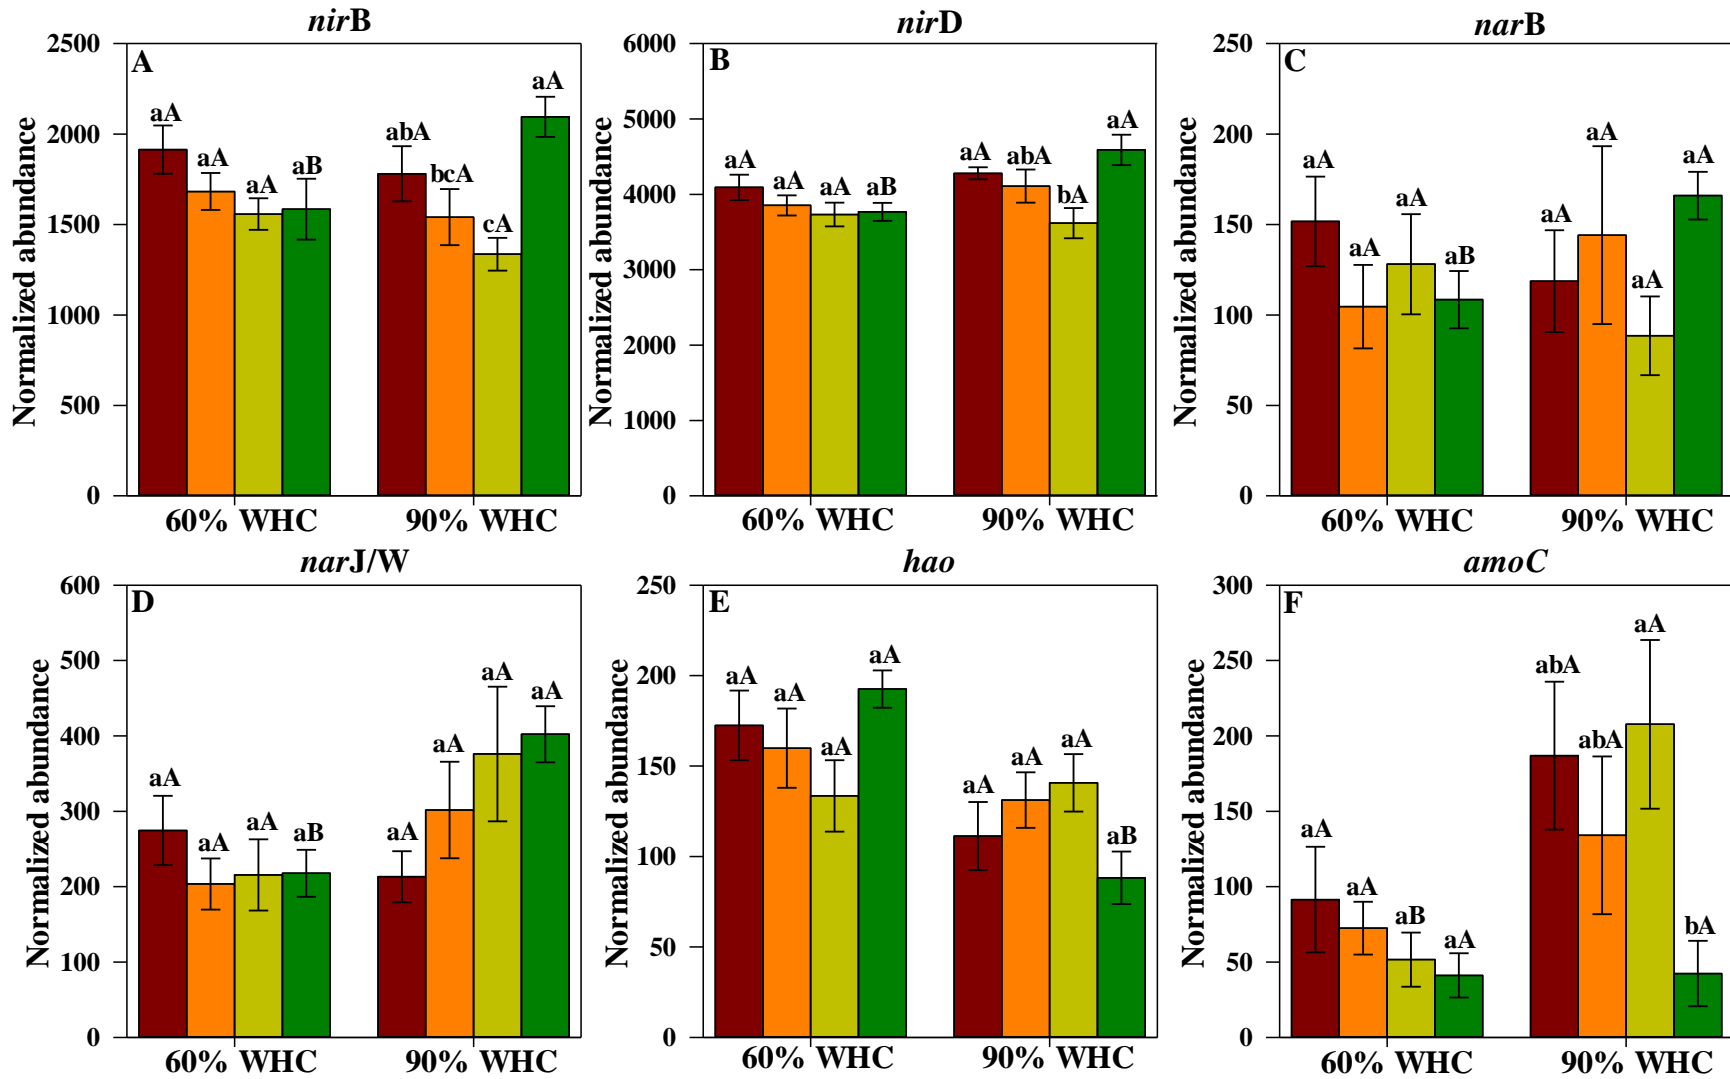 nirB
A
Normalized abundance
2500
2000
1500
1000
500
0
aA
aA
aA
aB
abA
bcA
cA
aA
60% WHC
90% WHC
nirD
B
Normalized abundance
6000
5000
4000
3000
2000
1000
0
aA
aA
aA
aB
aA
abA
bA
aA
60% WHC
90% WHC
narB
C
Normalized abundance
250
200
150
100
50
0
aA
aA
aA
aB
aA
aA
aA
aA
60% WHC
90% WHC
narJ/W
D
Normalized abundance
600
500
400
300
200
100
0
aA
aA
aA
aB
aA
aA
aA
aA
60% WHC
90% WHC
hao
E
Normalized abundance
250
200
150
100
50
0
aA
aA
aA
aA
aA
aA
aA
aB
60% WHC
90% WHC
amoC
F
Normalized abundance
300
250
200
150
100
50
0
aA
aA
aB
aA
abA
abA
aA
bA
60% WHC
90% WHC